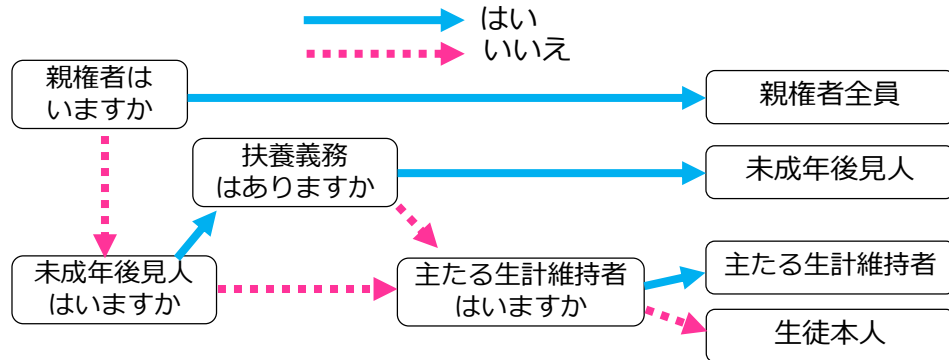 はい
いいえ
親権者は
いますか
親権者全員
扶養義務
はありますか
未成年後見人
未成年後見人
はいますか
主たる生計維持者
はいますか
主たる生計維持者
生徒本人